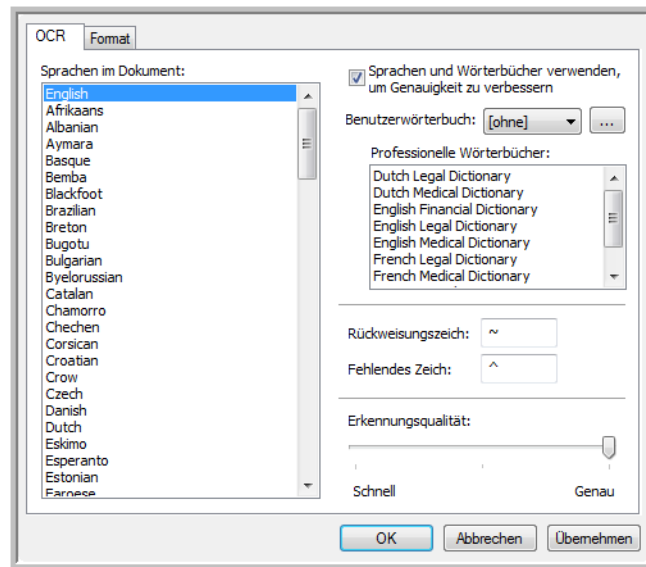 OCR
Format
Sprachen im Dokument:
English
Afrikaans
Albanian
Aymara
Basque
Bemba
Blackfoot
Brazilian
Breton
Bugotu
Bulgarian
Byelorussian
Catalan
Chamorro
Chechen
Corsican
Croatian
Crow
Czech
Danish
Dutch
Eskimo
Esperanto
Estonian
Faroese
Sprachen und Wörterbücher verwenden,
um Genauigkeit zu verbessern
Benutzerwörterbuch: [ohne] ...
Professionelle Wörterbücher:
Dutch Legal Dictionary
Dutch Medical Dictionary
English Financial Dictionary
English Legal Dictionary
English Medical Dictionary
French Legal Dictionary
French Medical Dictionary
Rückweisungszeich: ~
Fehlendes Zeich: ^
Erkennungsqualität:
Schnell Genau
OK Abbrechen Übernehmen